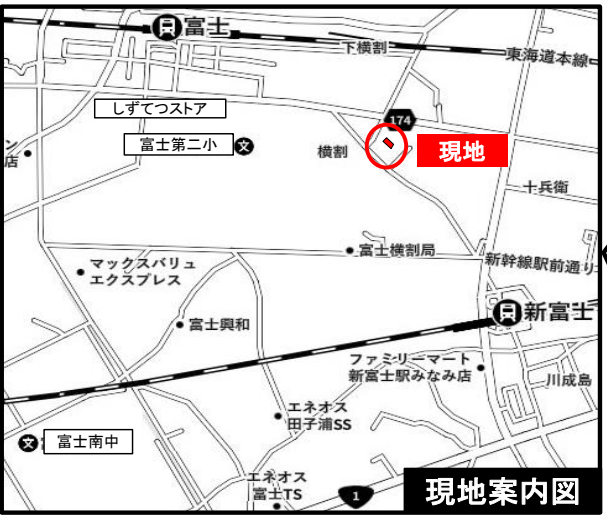 富士
下横割
東海道本線
しずてつストア
174
富士第二小
文
横割
現地
ン
店
十兵衛
富士横割局
新幹線駅前通り
マックスバリュ
エクスプレス
新富士
富士興和
ファミリーマート
新富士駅みなみ店
川成島
エネオス
田子浦SS
文
富士南中
エネオス
富士TS
1
現地案内図